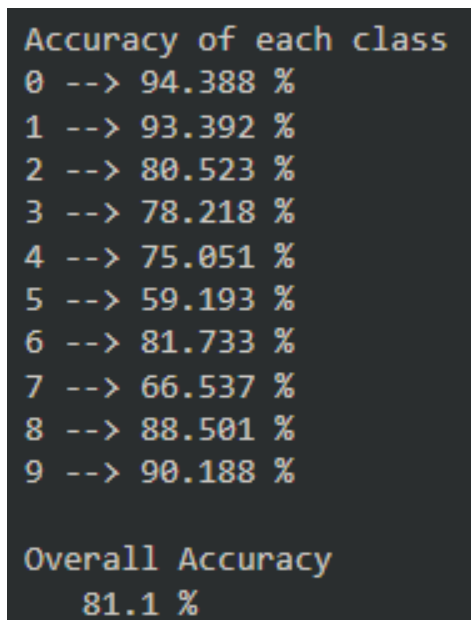 Accuracy of each class
0 --> 94.388 %
1 --> 93.392 %
2 --> 80.523 %
3 --> 78.218 %
4 --> 75.051 %
5 --> 59.193 %
6 --> 81.733 %
7 --> 66.537 %
8 --> 88.501 %
9 --> 90.188 %
Overall Accuracy
81.1 %